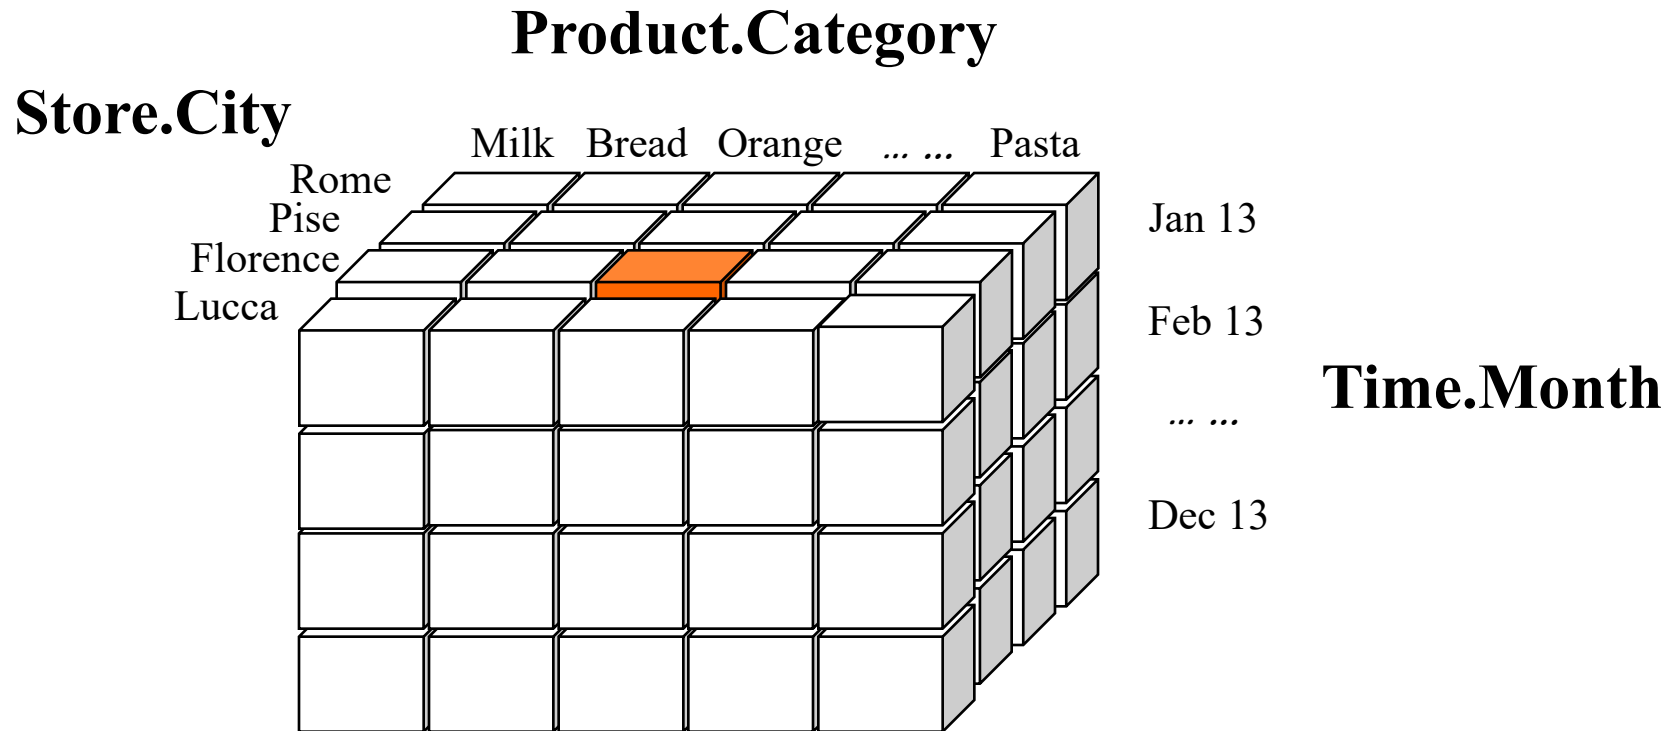 Product.Category
Store.City
Milk Bread Orange ... ... Pasta
Rome
Pise
Florence
Lucca
Jan 13
Feb 13
... ...
Dec 13
Time.Month